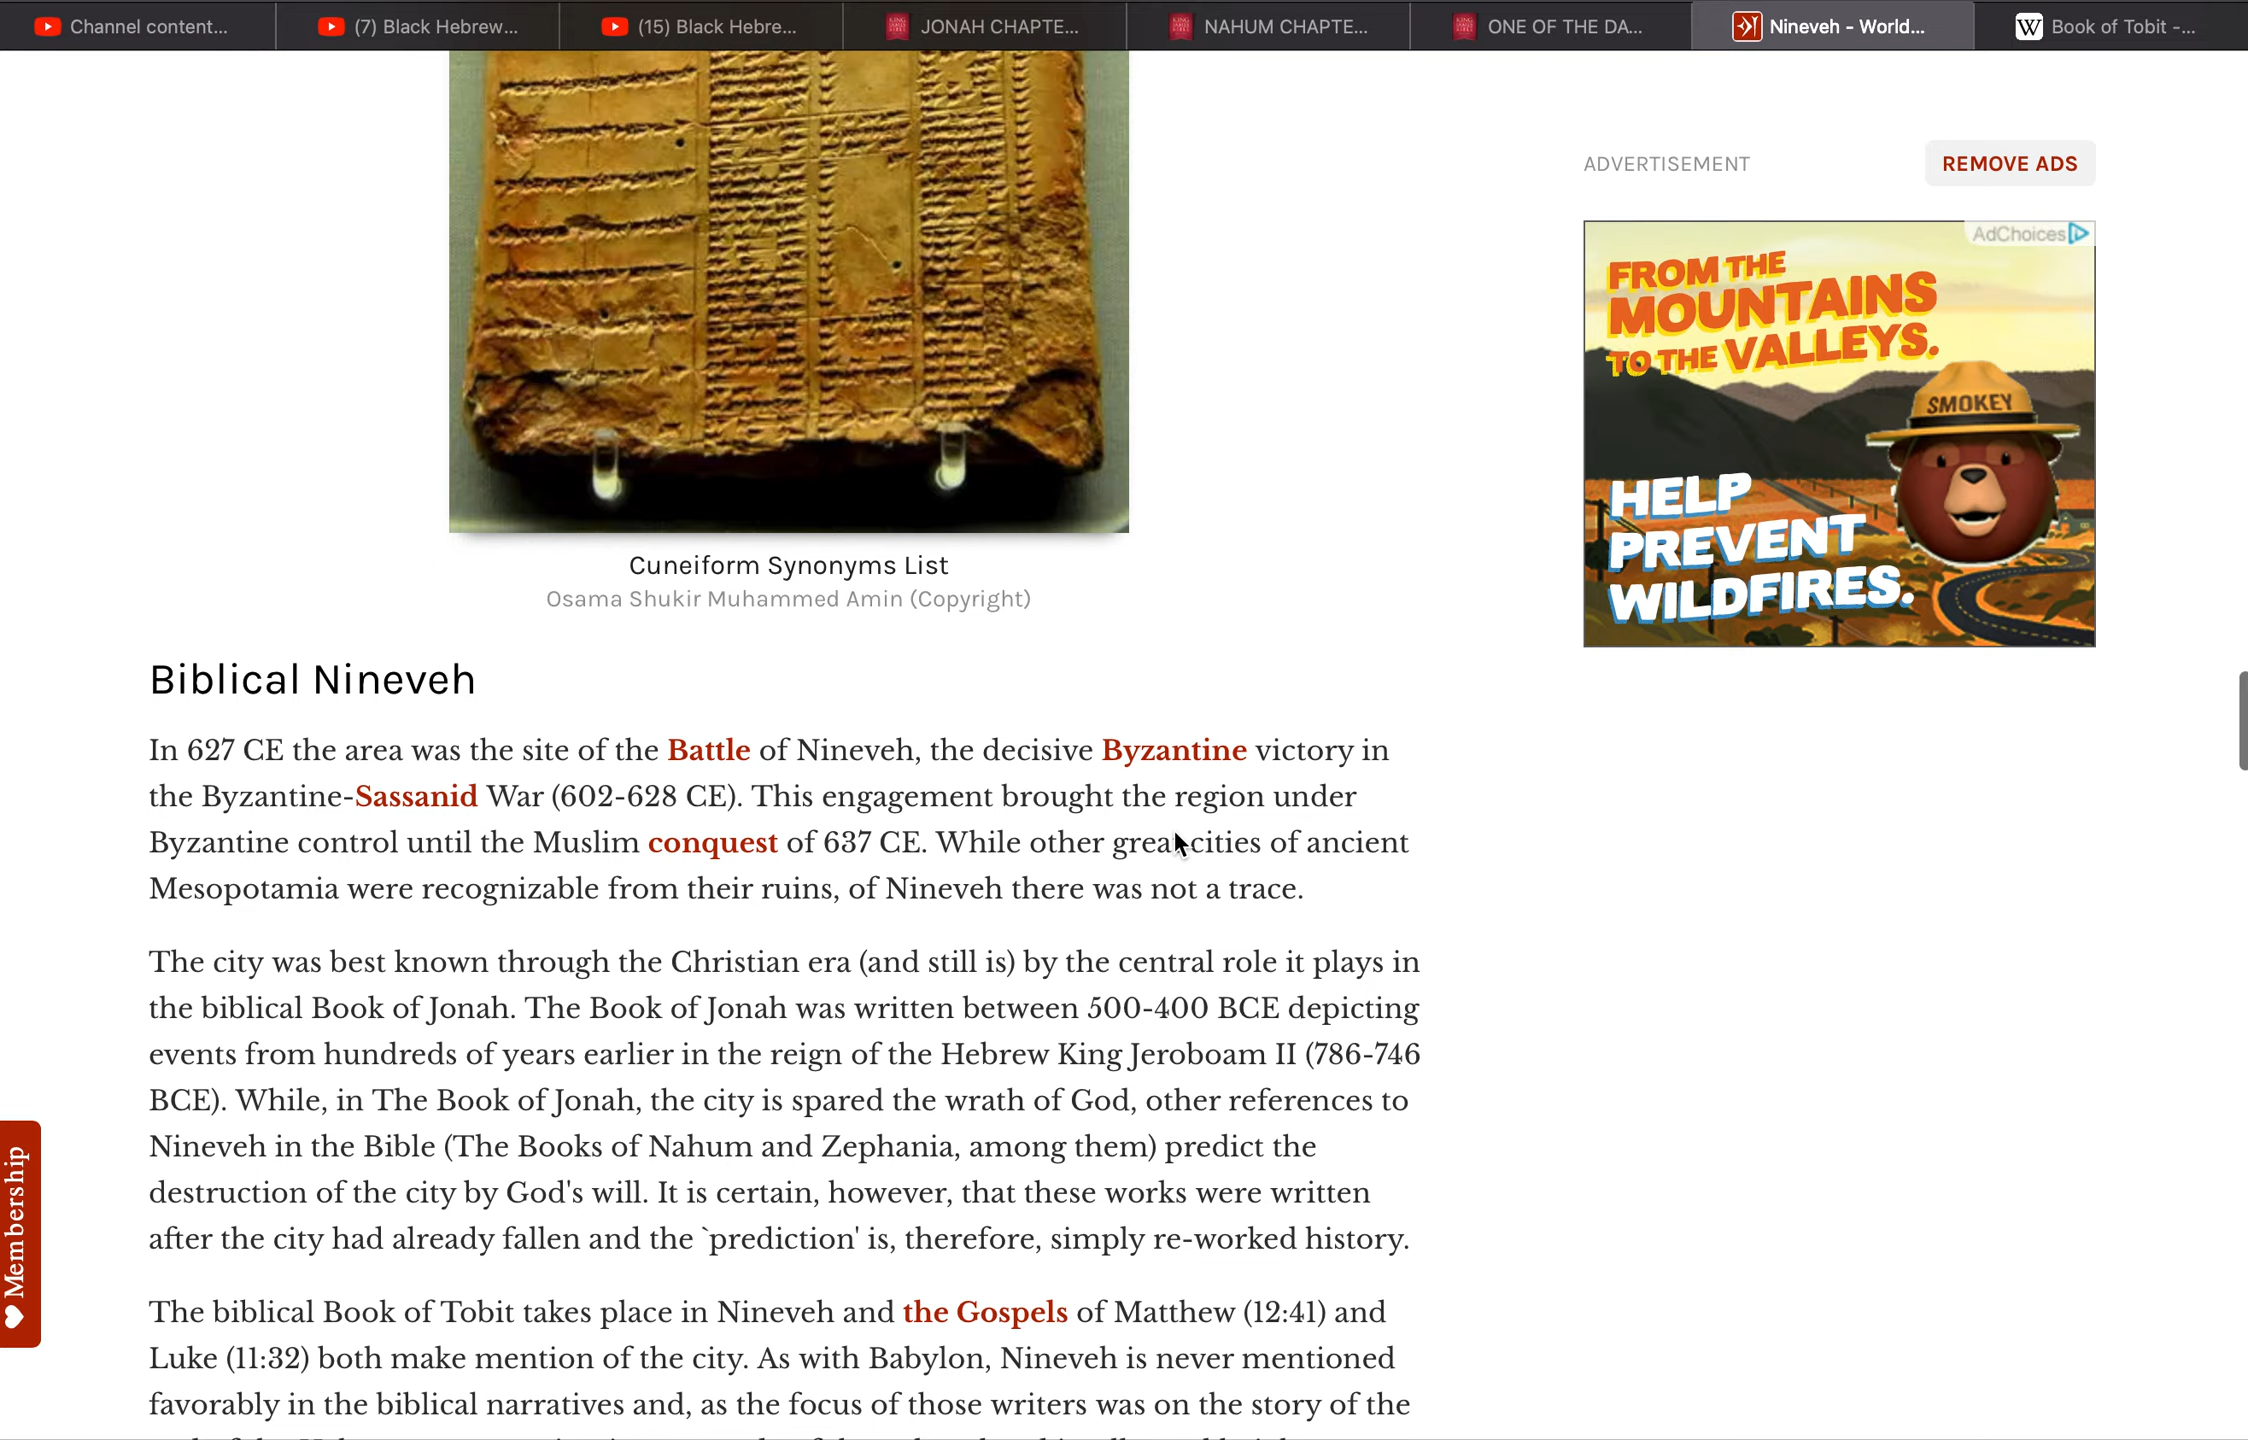 Channel content...
(7) Black Hebrew...
(15) Black Hebre...
JONAH CHAPTE...
NAHUM CHAPTE...
ONE OF THE DA...
Nineveh - World...
W Book of Tobit -...
ADVERTISEMENT
REMOVE ADS
AdChoices
FROM THE
MOUNTAINS
TO THE VALLEYS.
SMOKEY
HELP
PREVENT
WILDFIRES.
Cuneiform Synonyms List
Osama Shukir Muhammed Amin (Copyright)
Biblical Nineveh
In 627 CE the area was the site of the Battle of Nineveh, the decisive Byzantine victory in
the Byzantine-Sassanid War (602-628 CE). This engagement brought the region under
Byzantine control until the Muslim conquest of 637 CE. While other great cities of ancient
Mesopotamia were recognizable from their ruins, of Nineveh there was not a trace.
The city was best known through the Christian era (and still is) by the central role it plays in
the biblical Book of Jonah. The Book of Jonah was written between 500-400 BCE depicting
events from hundreds of years earlier in the reign of the Hebrew King Jeroboam II (786-746
BCE). While, in The Book of Jonah, the city is spared the wrath of God, other references to
Nineveh in the Bible (The Books of Nahum and Zephania, among them) predict the
destruction of the city by God's will. It is certain, however, that these works were written
after the city had already fallen and the `prediction' is, therefore, simply re-worked history.
The biblical Book of Tobit takes place in Nineveh and the Gospels of Matthew (12:41) and
Luke (11:32) both make mention of the city. As with Babylon, Nineveh is never mentioned
favorably in the biblical narratives and, as the focus of those writers was on the story of the
Membership